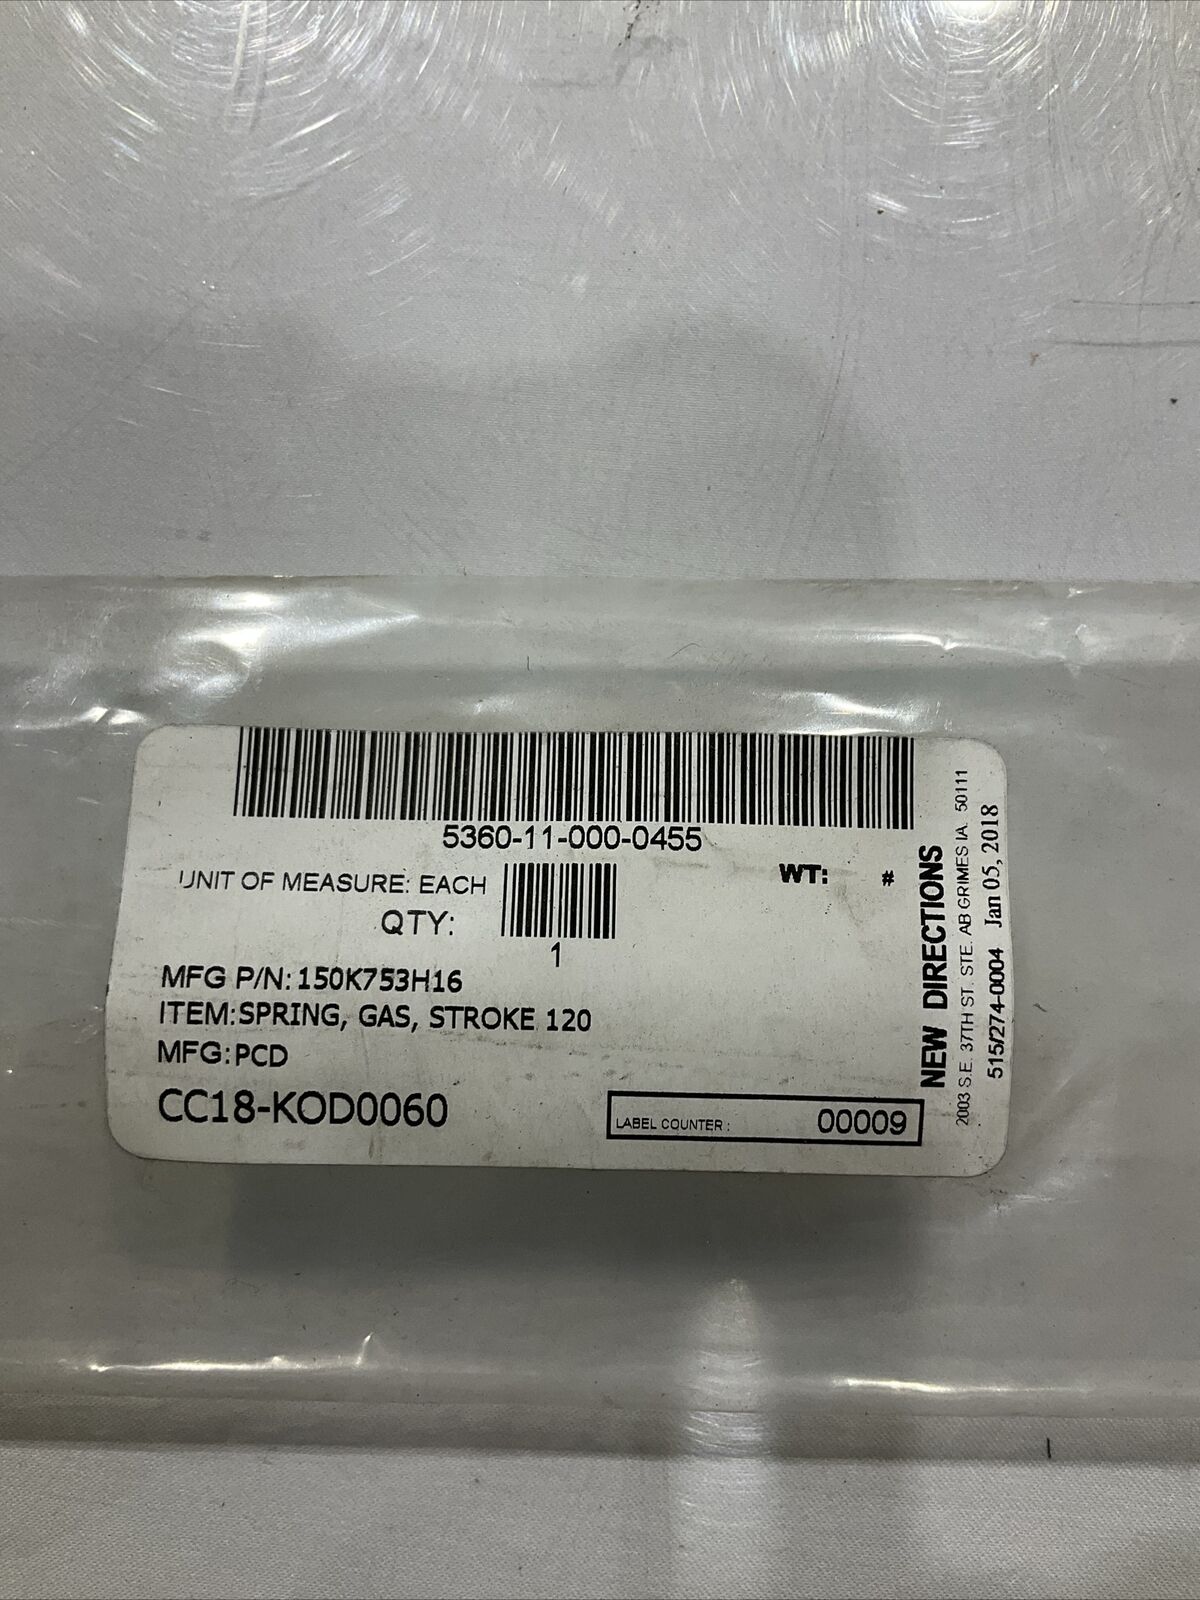 5360-11-000-0455
UNIT OF MEASURE: EACH
WT: #
QTY:
1
MFG P/N: 150K753H16
ITEM:SPRING, GAS, STROKE 120
MFG:PCD
CC18-KOD0060
LABEL COUNTER : 00009
NEW DIRECTIONS
2003 S.E. 37TH ST. STE. AB GRIMES IA. 50111
515/274-0004 Jan 05, 2018